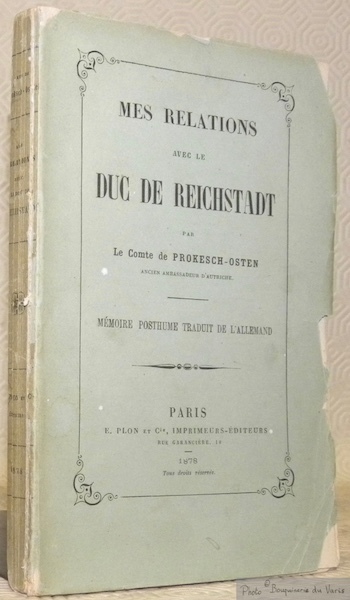 MES RELATIONS
AVEC LE
DUC DE REICHSTADT
PAR
Le Comte de PROKESCH-OSTEN
ANCIEN AMBASSADEUR D'AUTRICHE.
MÉMOIRE POSTHUME TRADUIT DE L'ALLEMAND
PARIS
E. PLON ET Cie, IMPRIMEURS-ÉDITEURS
RUE GARANCIÈRE, 10
1878
Tous droits réservés.
Photo © Bouquinerie du Varis